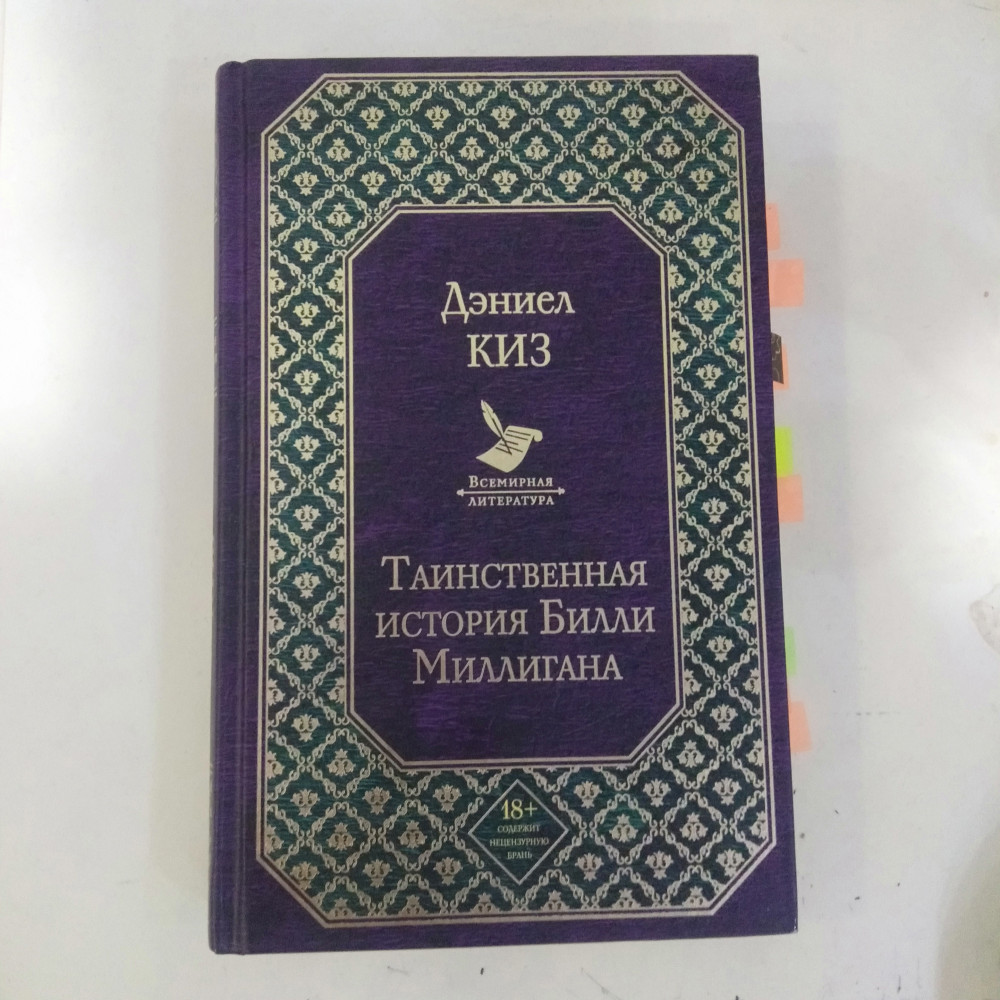 Дэниел
КИЗ
Всемирная
литература
Таинственная
история Билли
Миллигана
18+
СОДЕРЖИТ
НЕЦЕНЗУРНУЮ
БРАНЬ